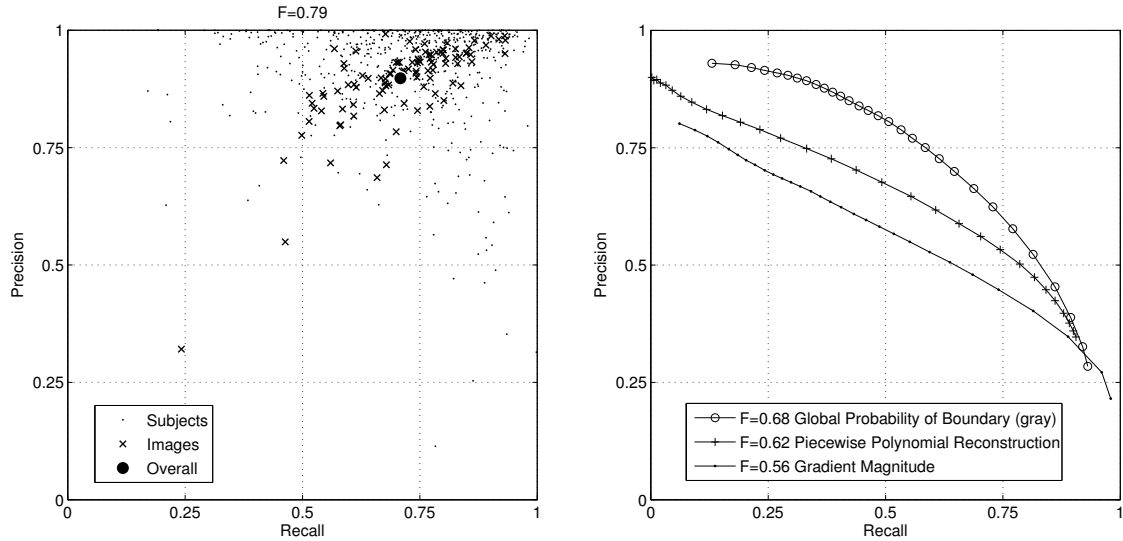 F=0.79
1
0.75
0.5
0.25
0
Precision
Subjects
Images
Overall
0
0.25
0.5
0.75
1
Recall
1
0.75
0.5
0.25
0
Precision
F=0.68 Global Probability of Boundary (gray)
F=0.62 Piecewise Polynomial Reconstruction
F=0.56 Gradient Magnitude
0
0.25
0.5
0.75
1
Recall